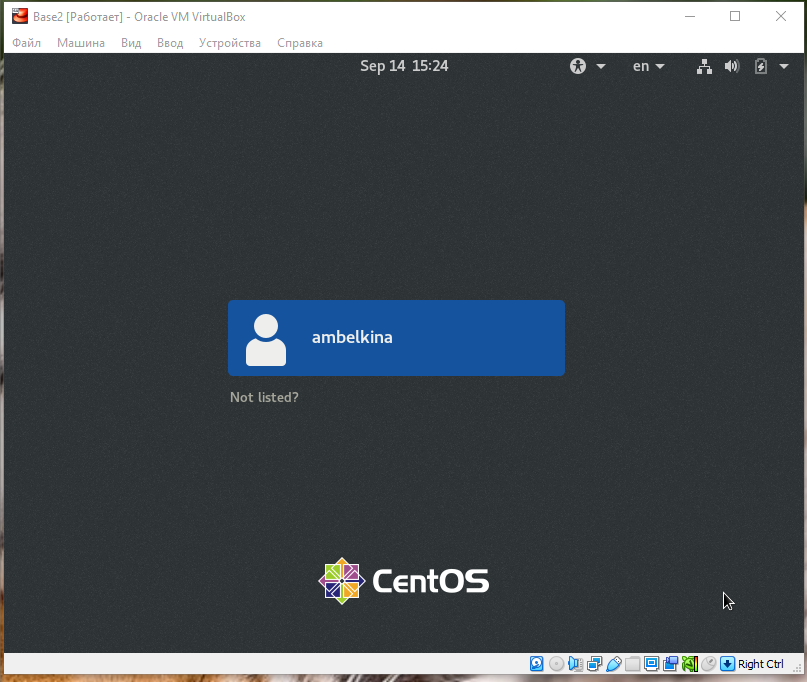 Base2 [Работает] - Oracle VM VirtualBox
Файл Машина Вид Ввод Устройства Справка
Sep 14 15:24 en
ambelkina
Not listed?
CentOS
Right Ctrl